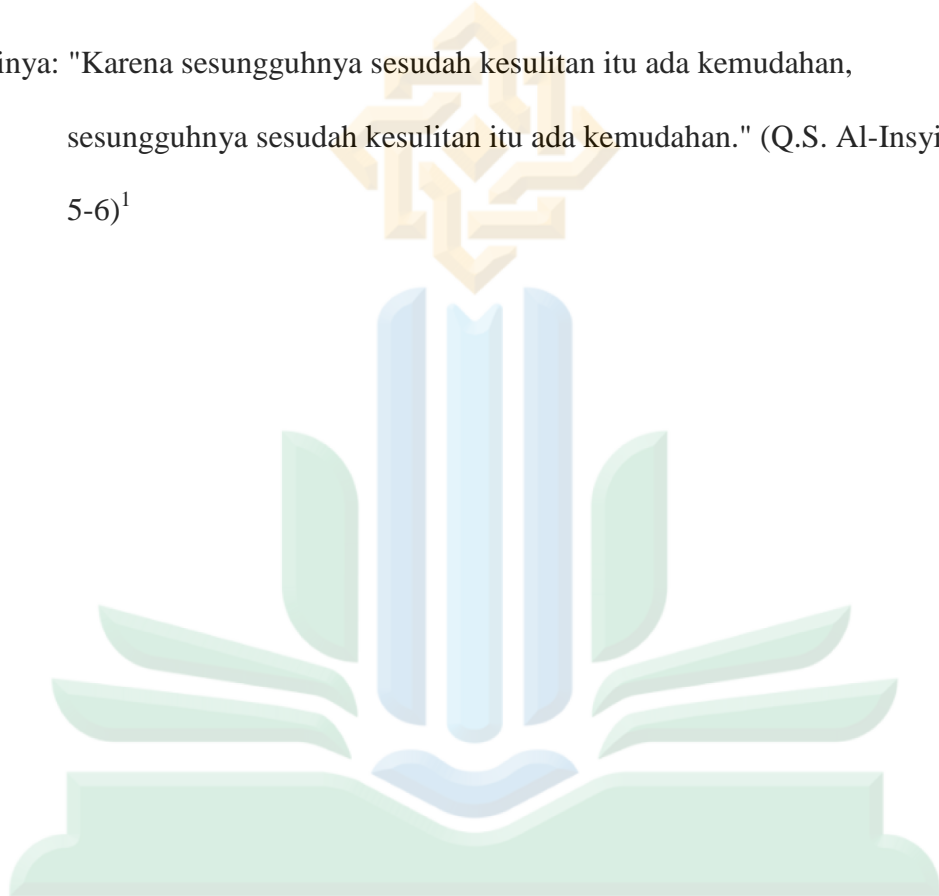 inya: "Karena sesungguhnya sesudah kesulitan itu ada kemudahan,
sesungguhnya sesudah kesulitan itu ada kemudahan." (Q.S. Al-Insyi
5-6)¹